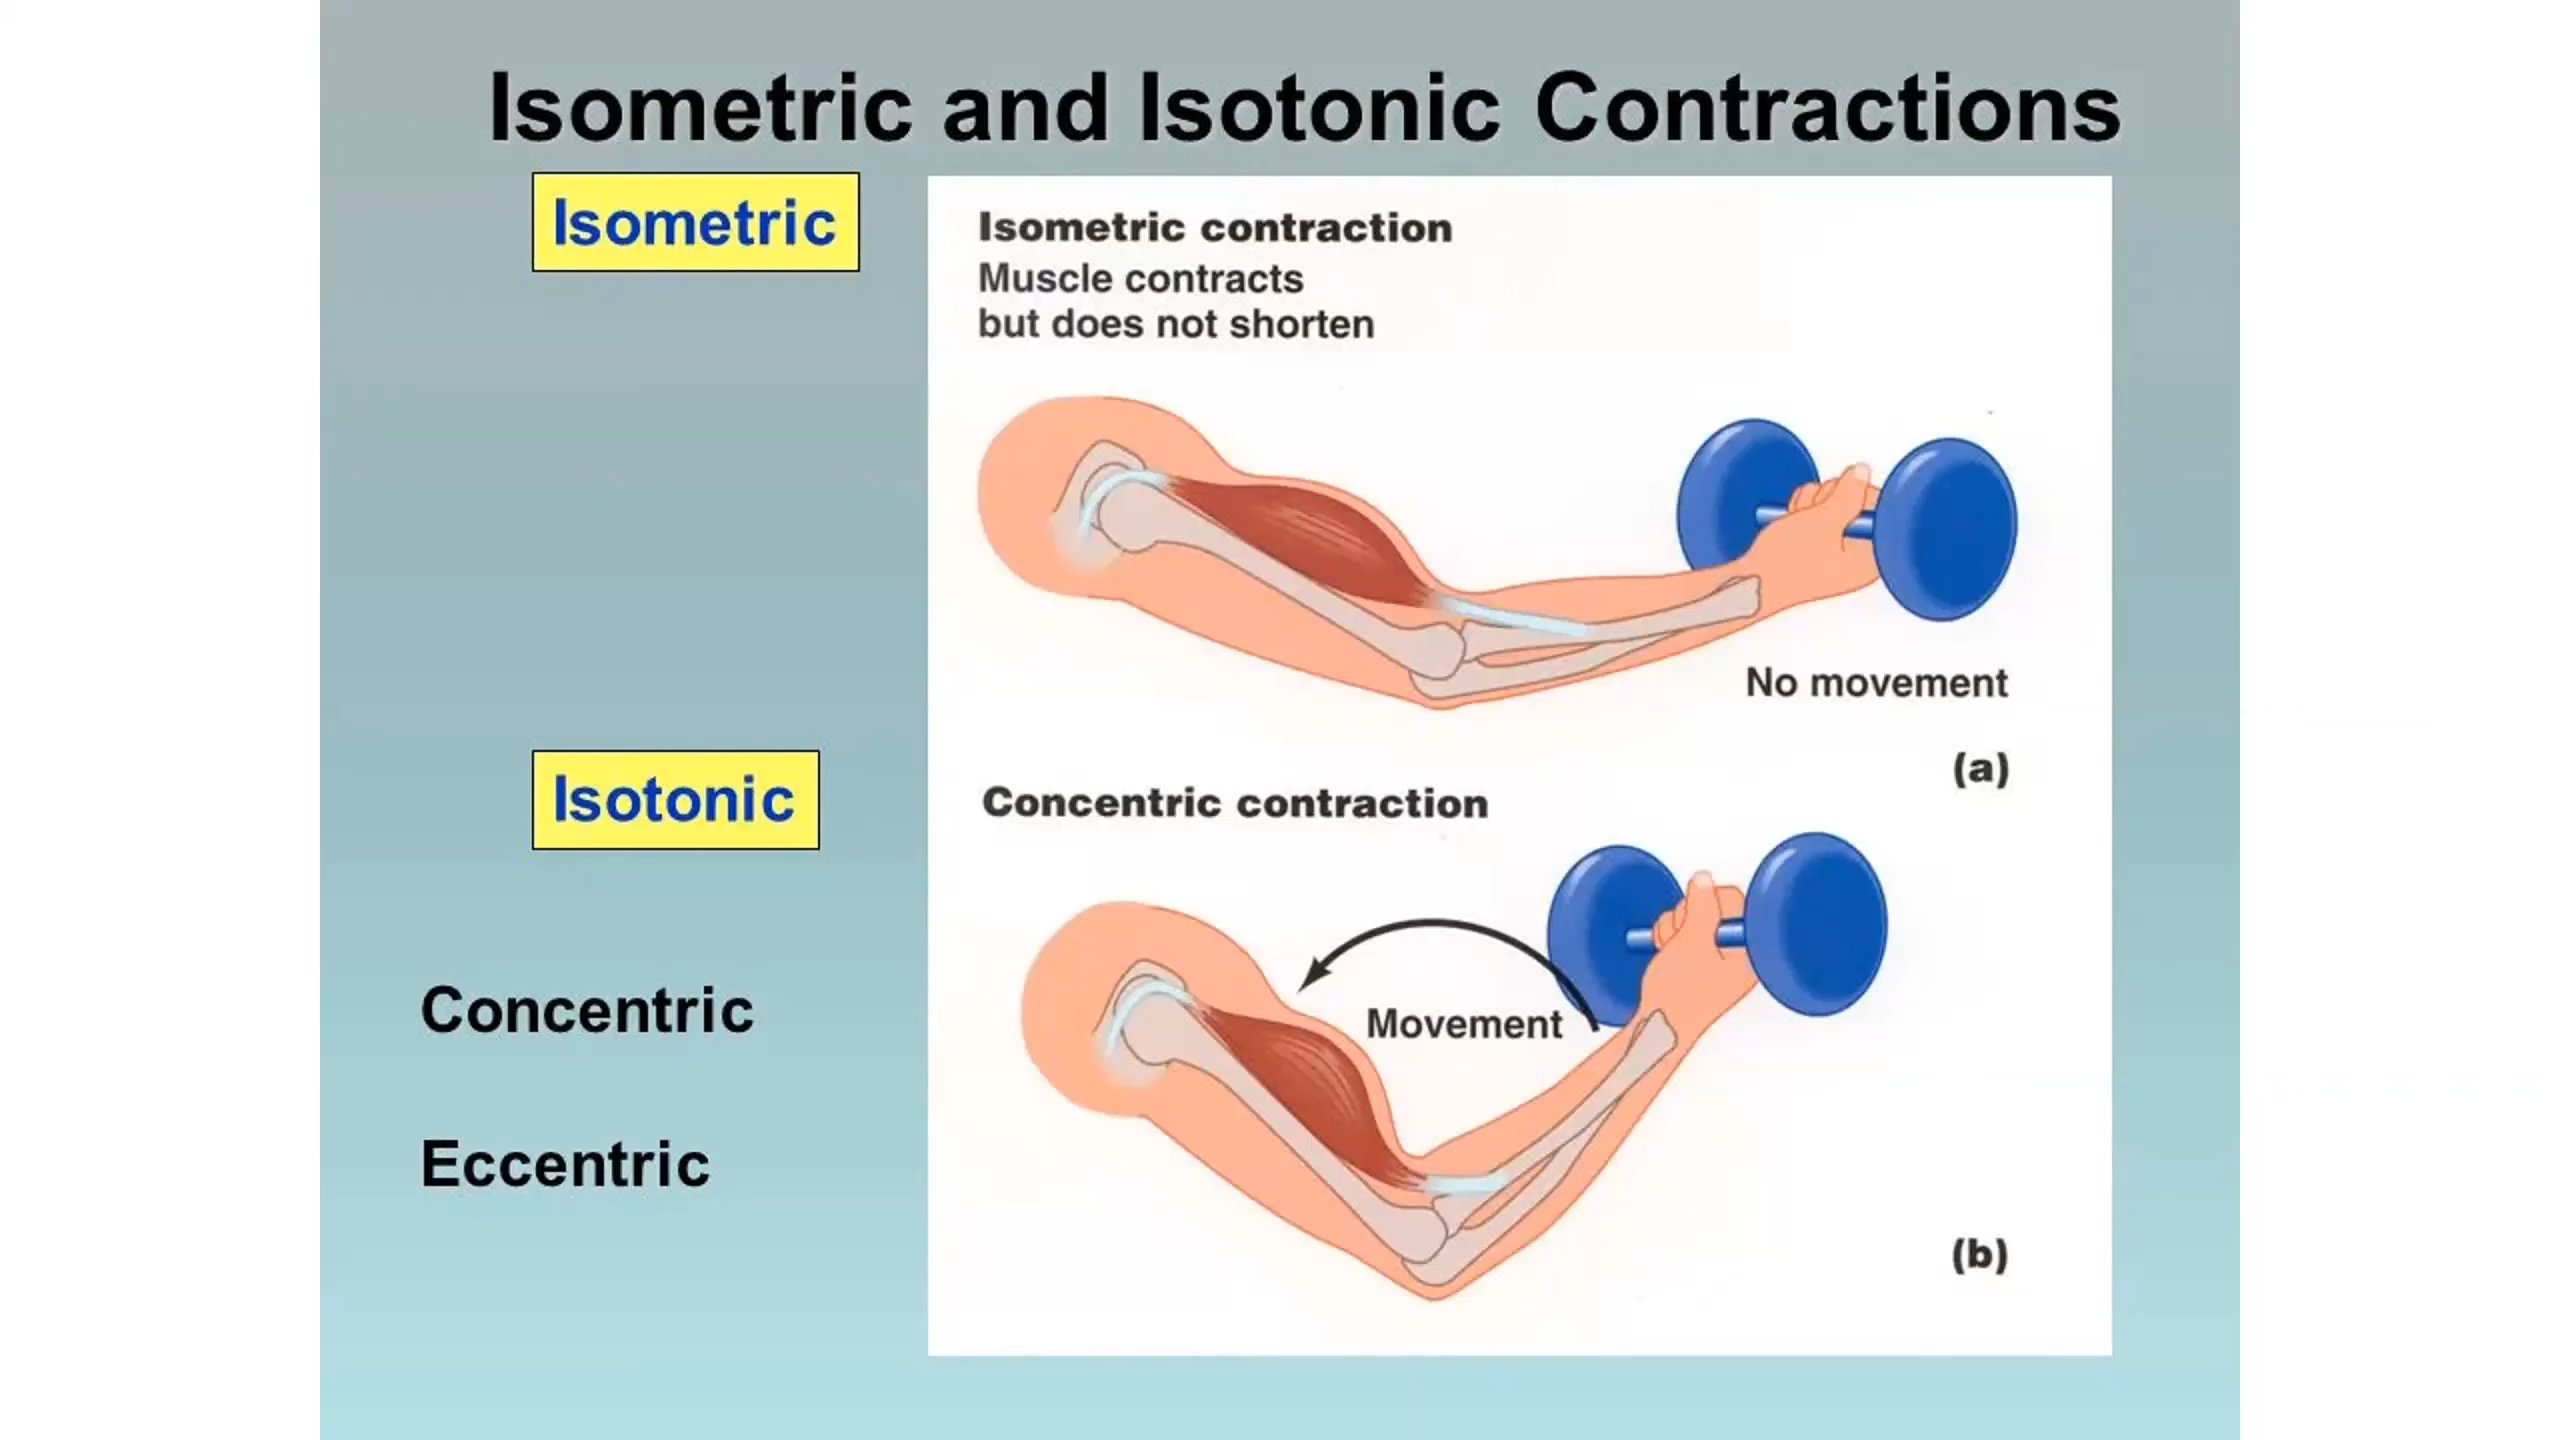 Isometric and Isotonic Contractions
Isometric
Isometric contraction
Muscle contracts
but does not shorten
No movement
(a)
Isotonic
Concentric contraction
Concentric
Movement
Eccentric
(b)